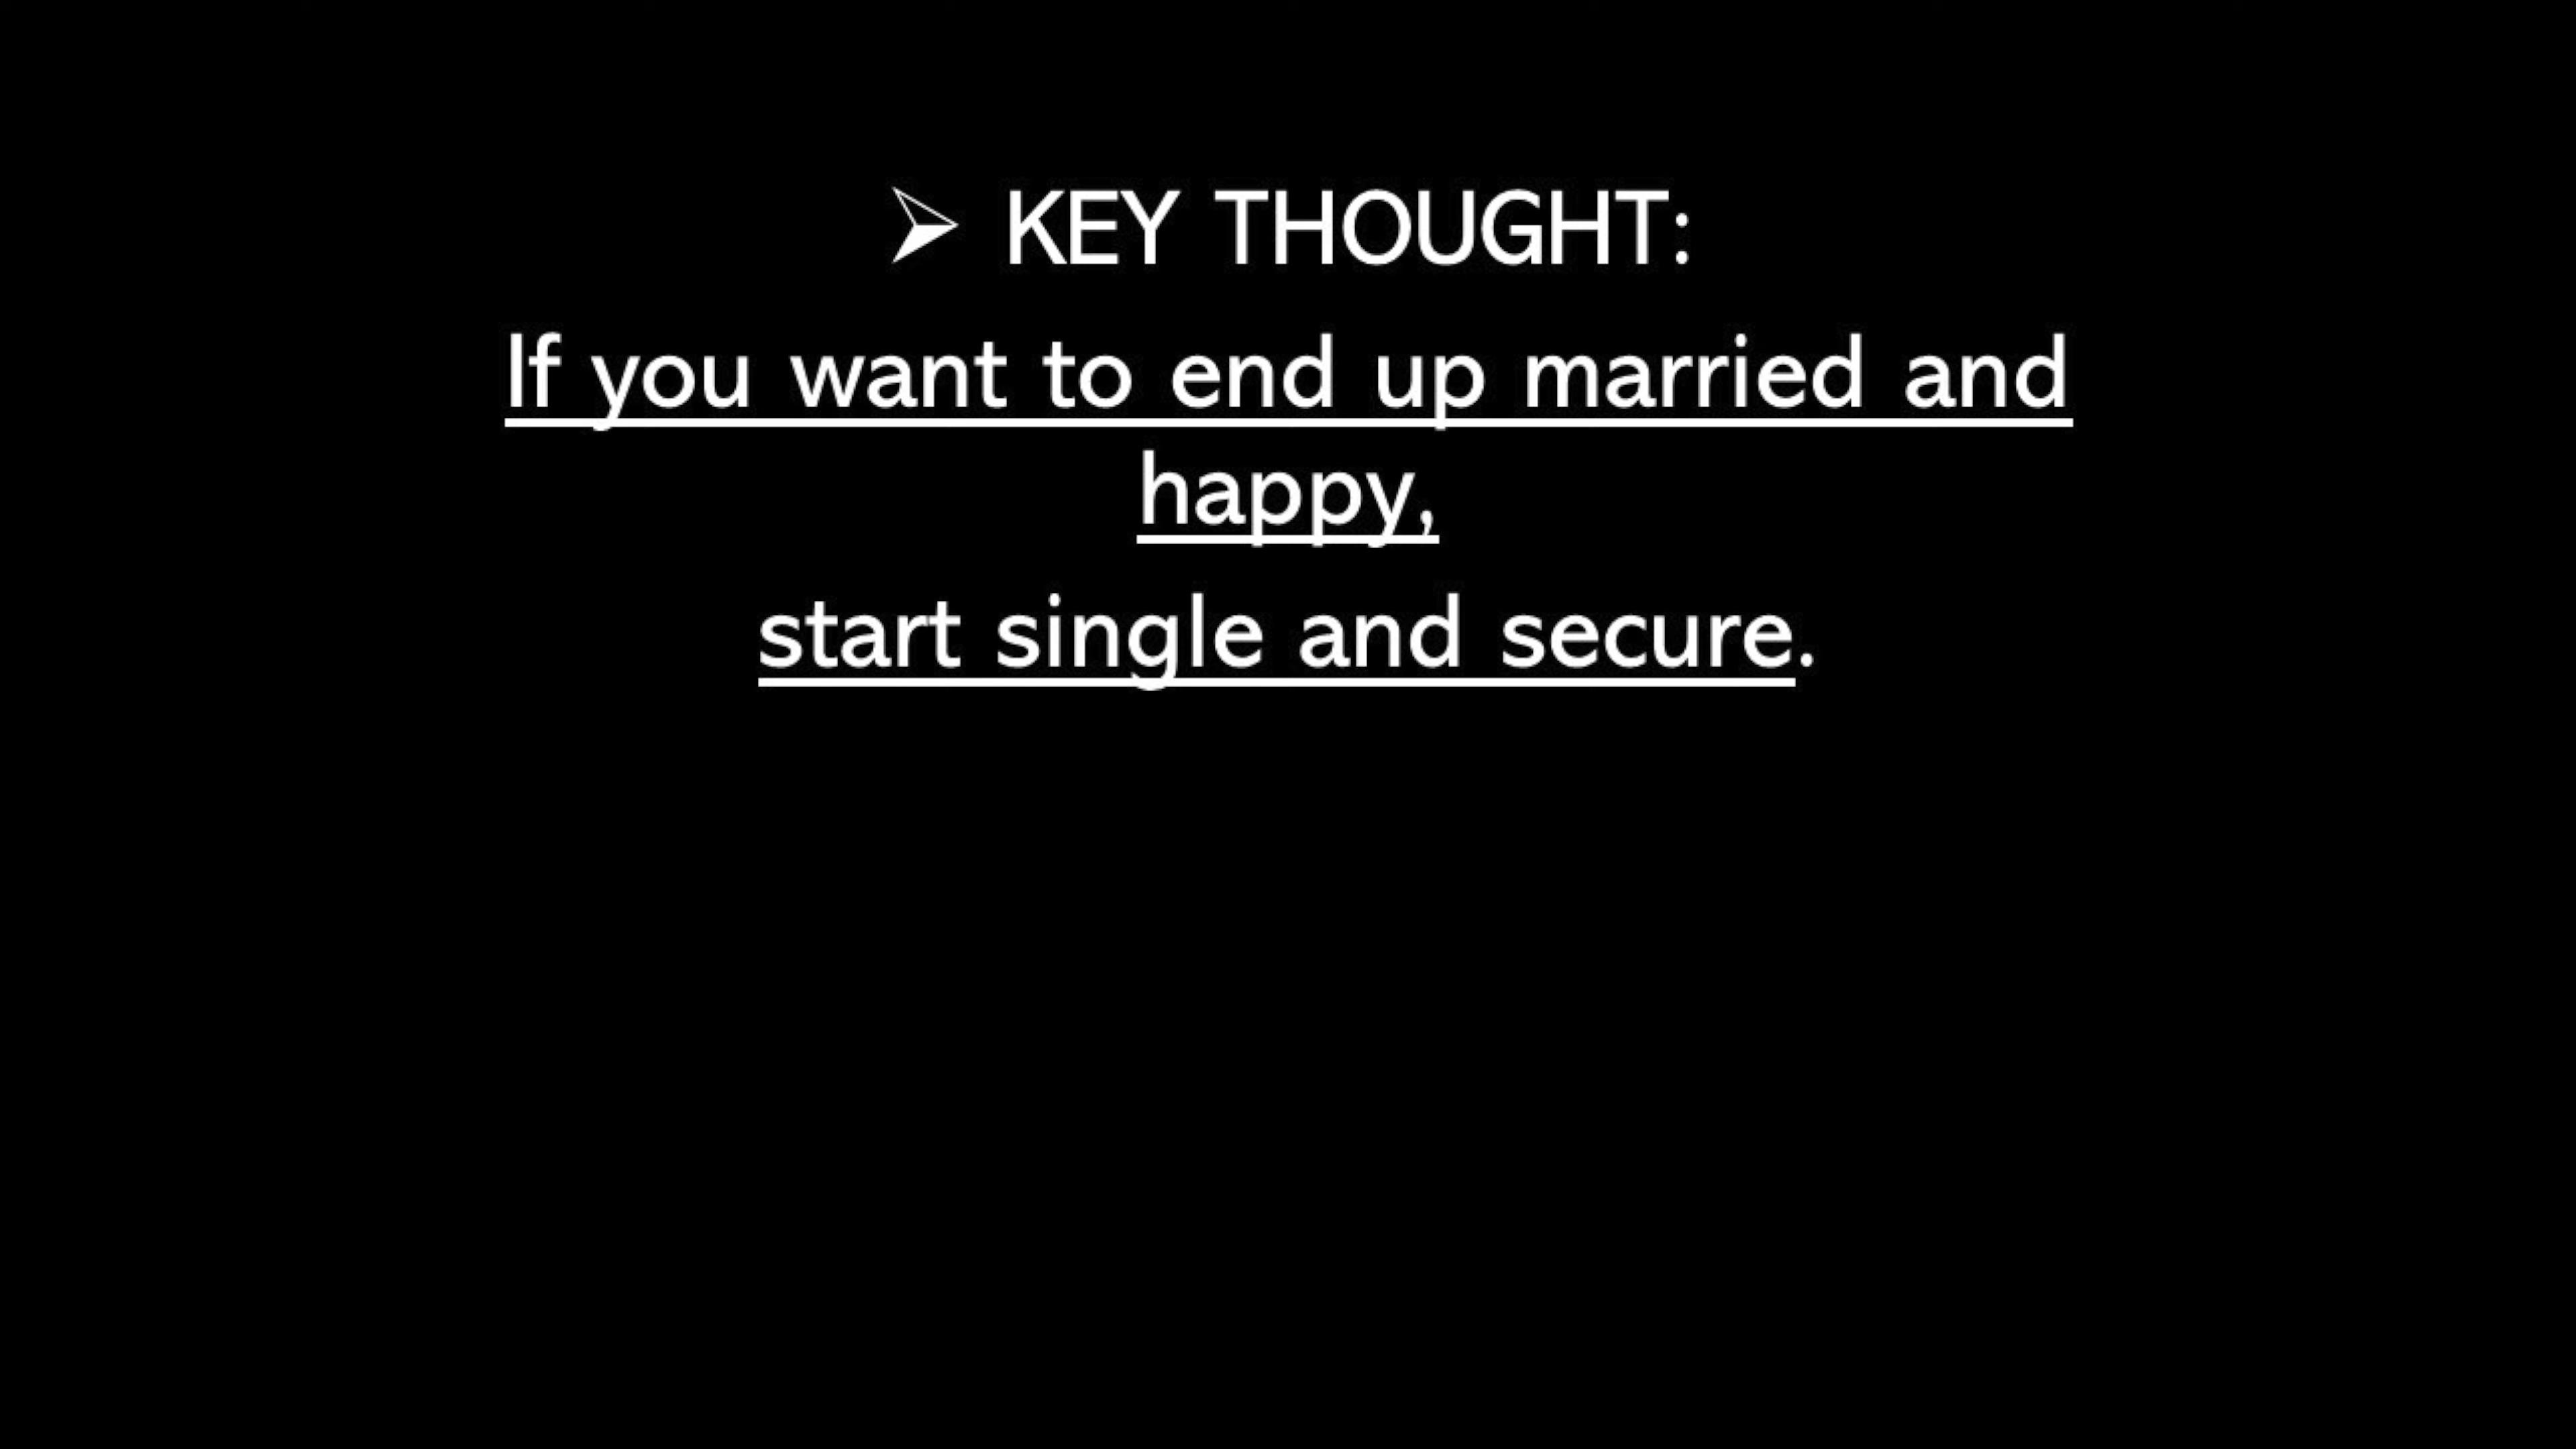 ➢ KEY THOUGHT:
If you want to end up married and
happy,
start single and secure.